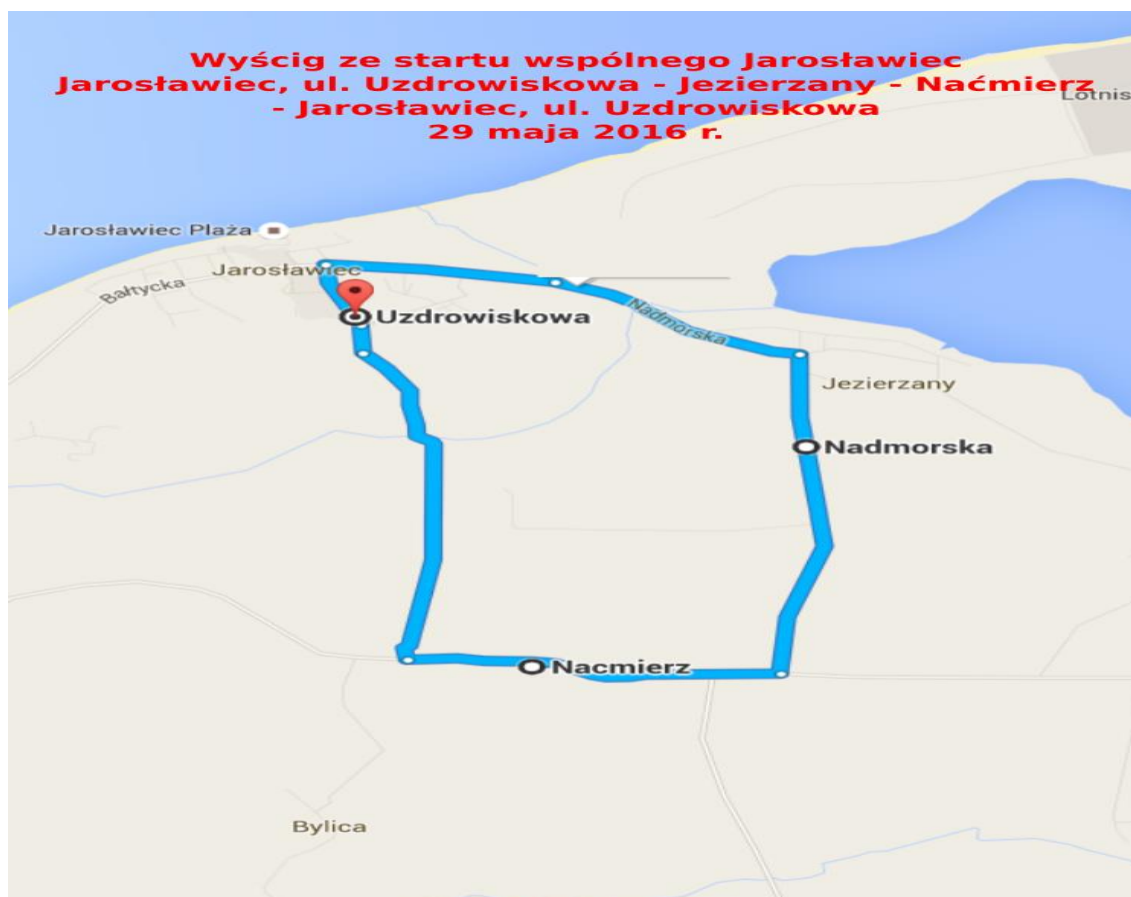 Wyścig ze startu wspólnego Jarosławiec
Jarosławiec, ul. Uzdrowiskowa - Jezierzany - Naćmierz
- Jarosławiec, ul. Uzdrowiskowa
29 maja 2016 r.
Lotnis
Jarosławiec Plaża
Jarosławiec
Bałtycka
Uzdrowiskowa
Nadmorska
Jezierzany
Nadmorska
Nacmierz
Bylica